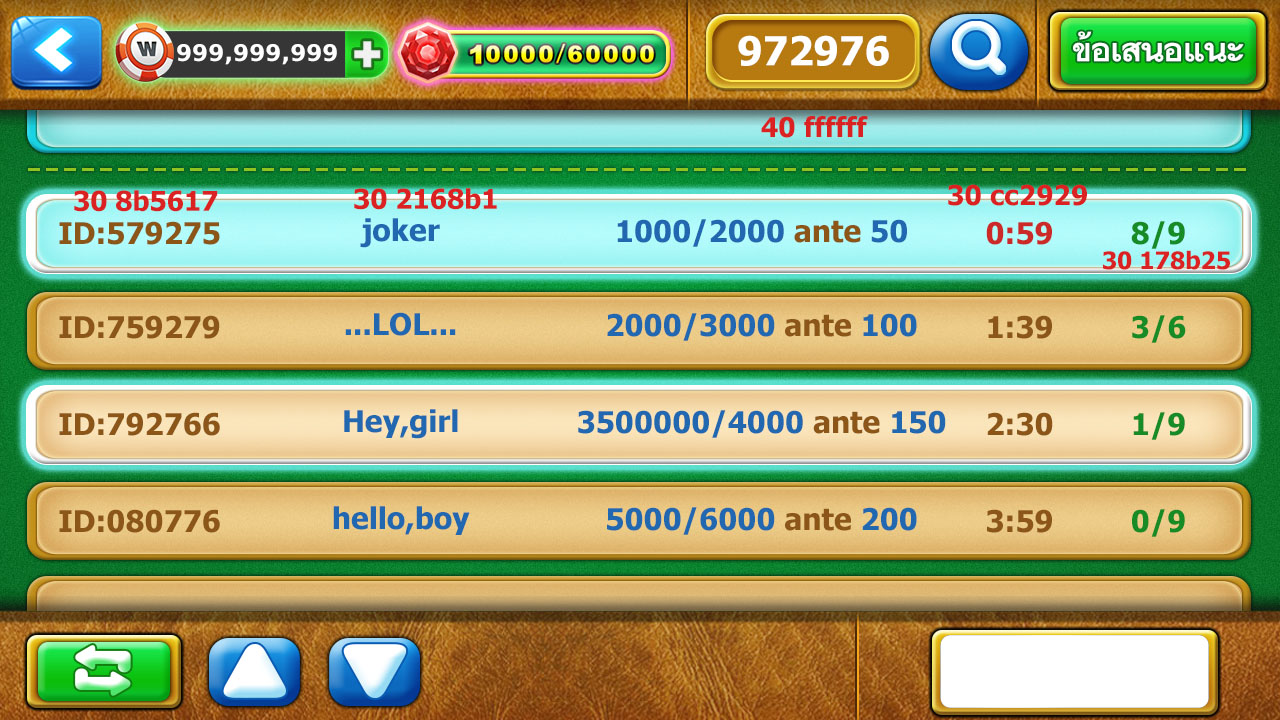 W 999,999,999 10000/60000 972976 ข้อเสนอแนะ
40 ffffff
30 8b5617 30 2168b1 30 cc2929
ID:579275 joker 1000/2000 ante 50 0:59 8/9
30 178b25
ID:759279 ...LOL... 2000/3000 ante 100 1:39 3/6
ID:792766 Hey,girl 3500000/4000 ante 150 2:30 1/9
ID:080776 hello,boy 5000/6000 ante 200 3:59 0/9